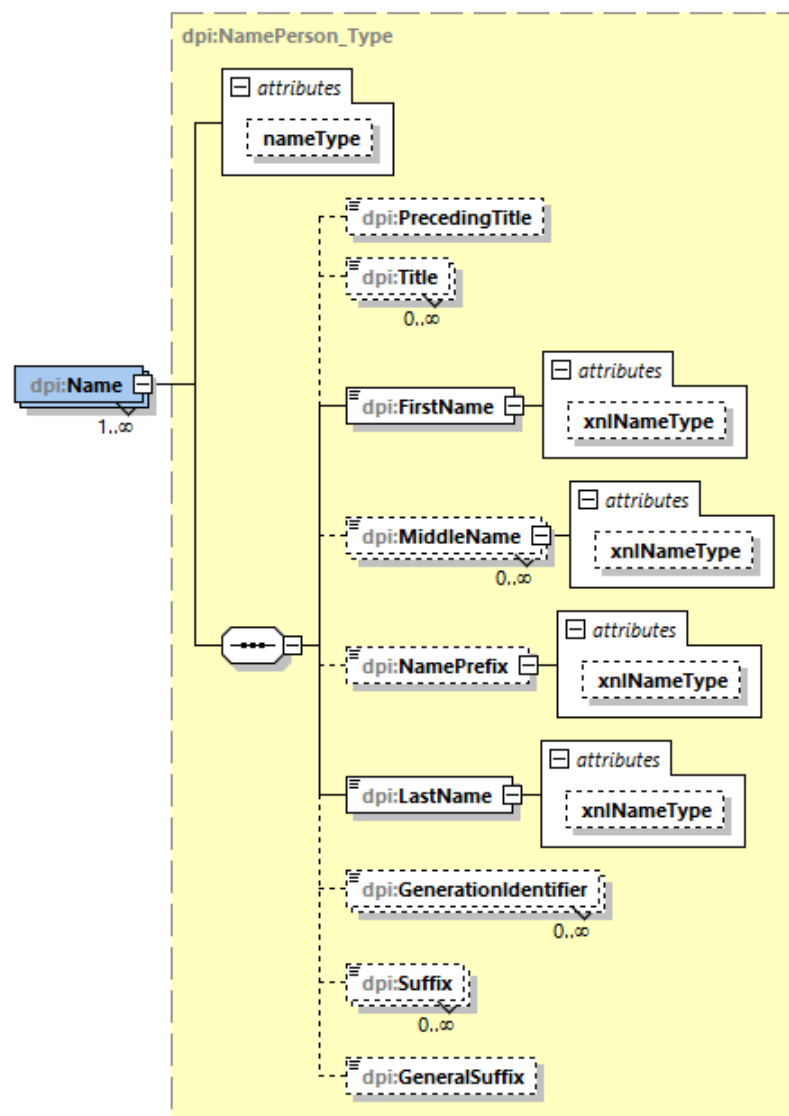 dpi:NamePerson_Type
attributes
nameType
dpi:PrecedingTitle
dpi:Title
0..∞
dpi:Name
1..∞
dpi:FirstName
attributes
xnlNameType
dpi:MiddleName
0..∞
attributes
xnlNameType
dpi:NamePrefix
attributes
xnlNameType
dpi:LastName
attributes
xnlNameType
dpi:GenerationIdentifier
0..∞
dpi:Suffix
0..∞
dpi:GeneralSuffix